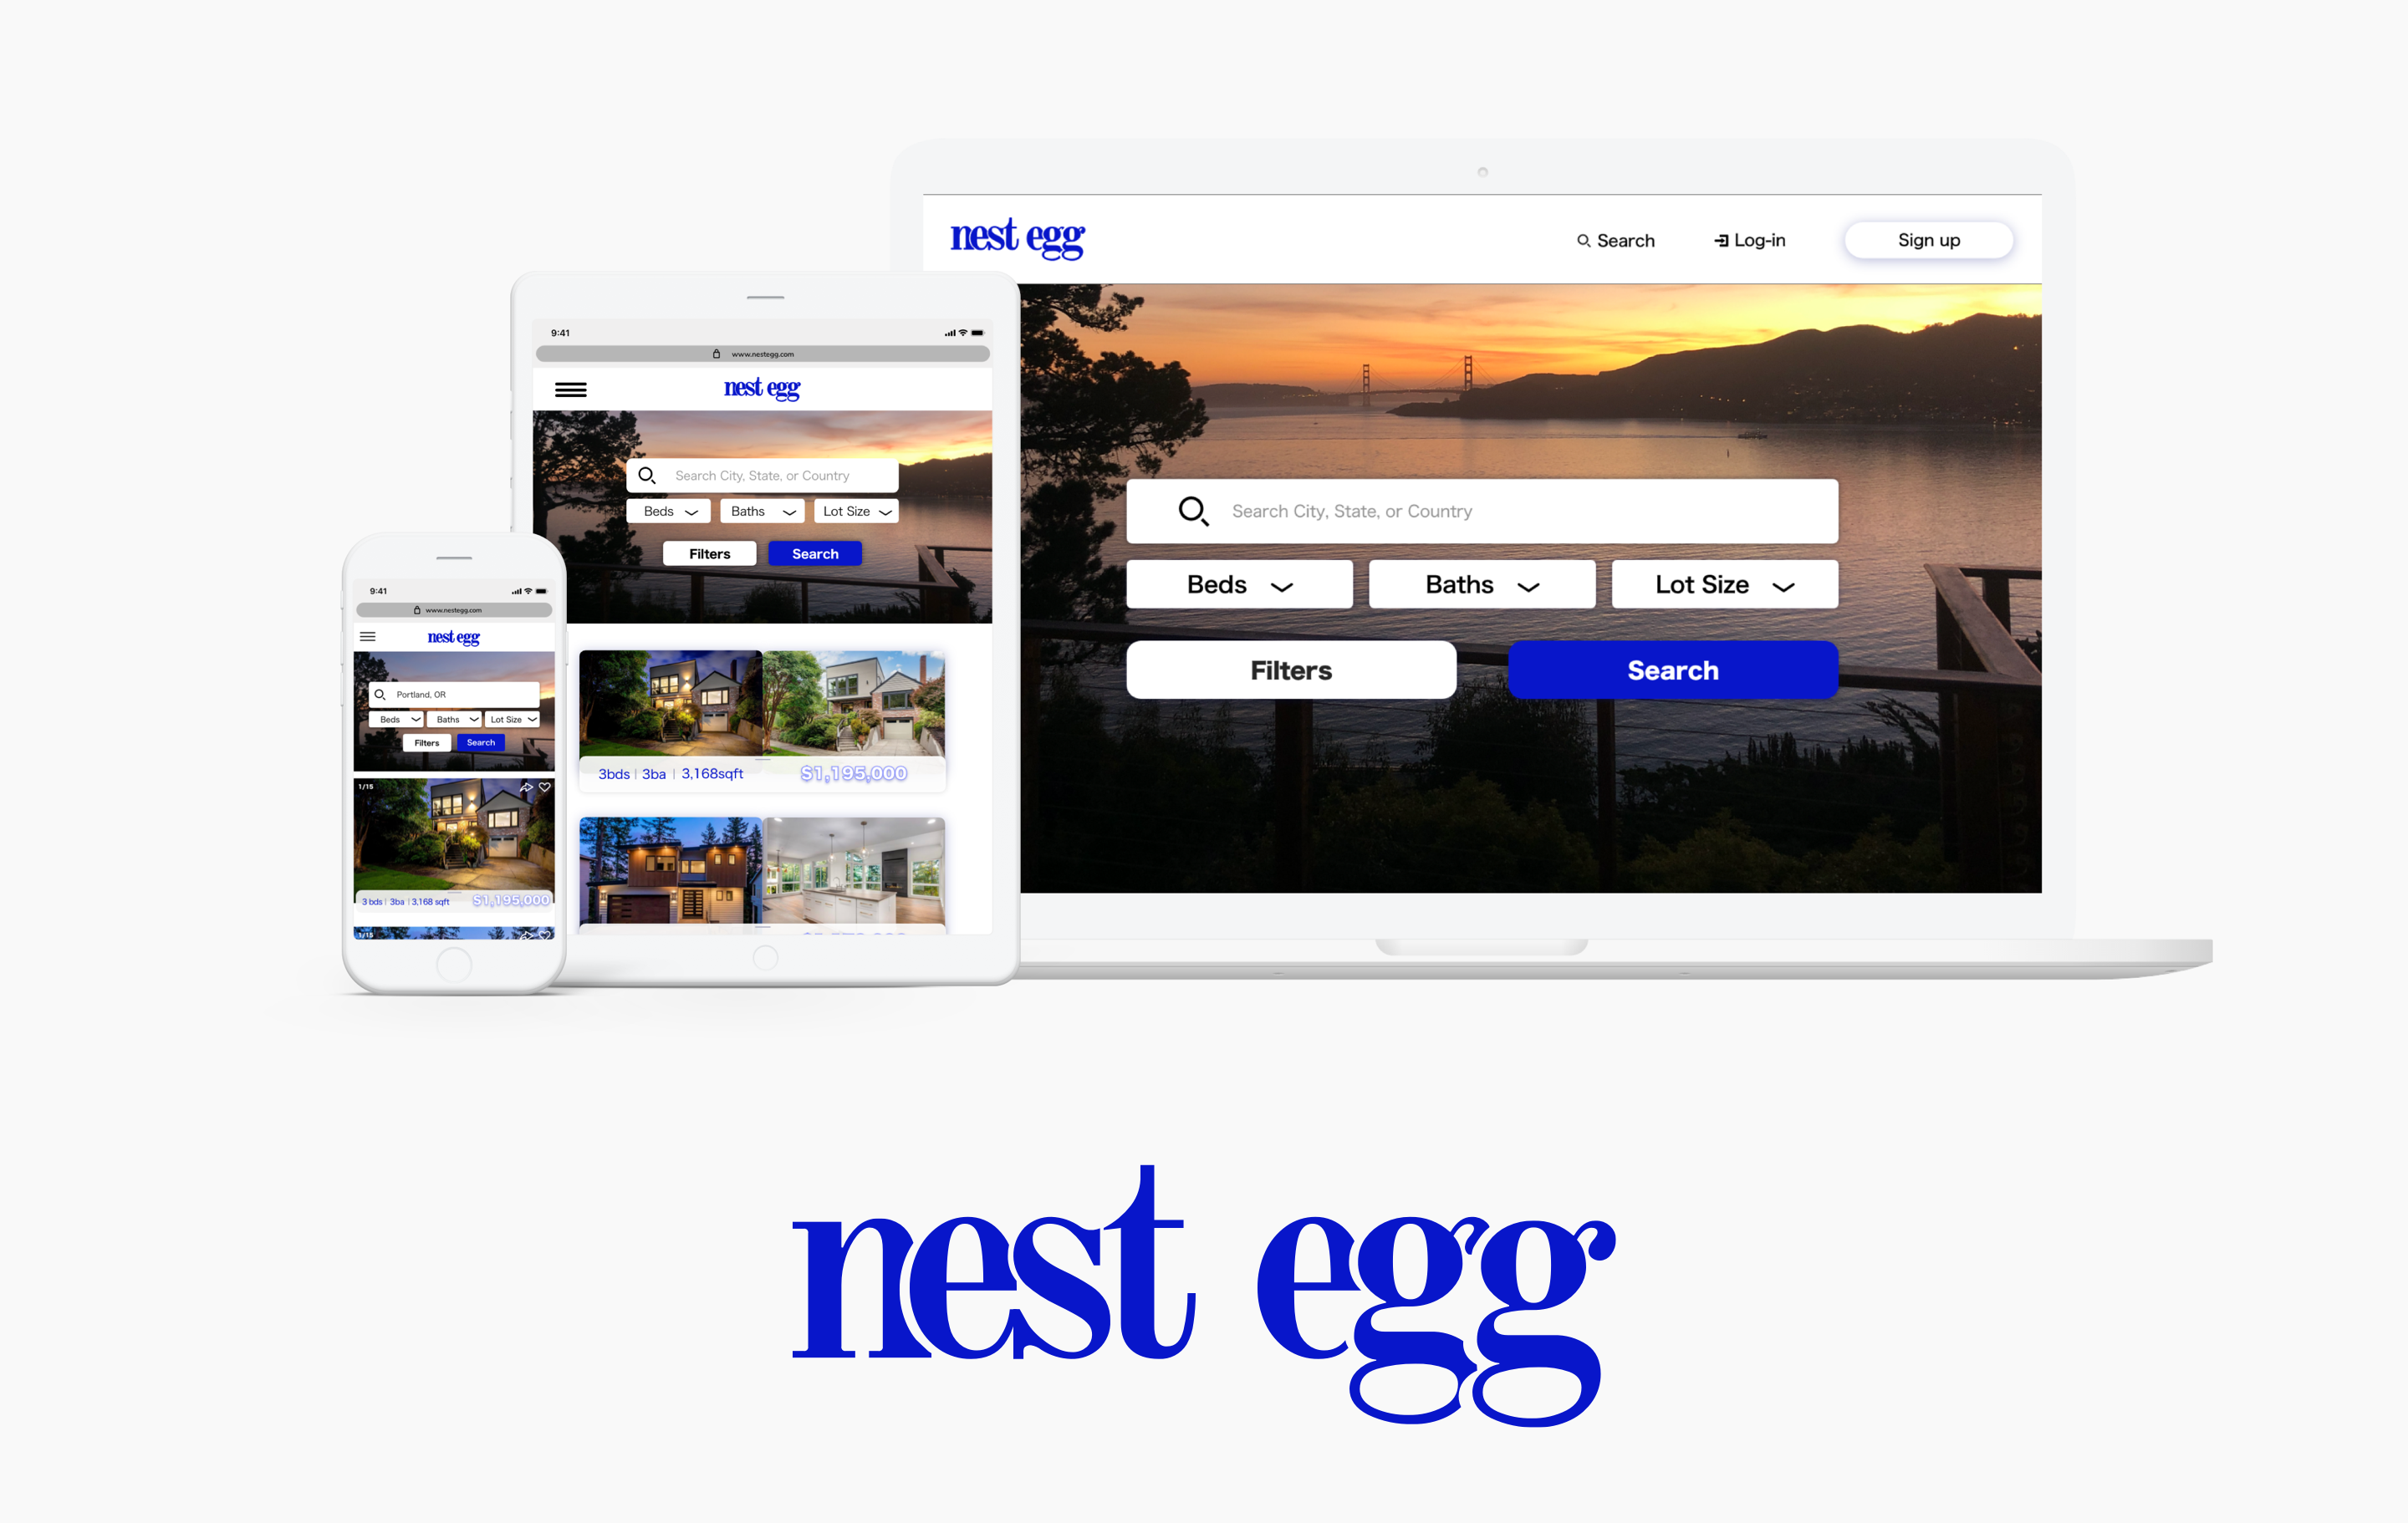 nest egg
Search
Log-in
Sign up
Search City, State, or Country
Beds
Baths
Lot Size
Filters
Search
9:41
www.nestegg.com
nest egg
Search City, State, or Country
Beds
Baths
Lot Size
Filters
Search
3bds | 3ba | 3,168sqft
$1,195,000
9:41
www.nestegg.com
nest egg
Portland, OR
Beds
Baths
Lot Size
Filters
Search
1/15
3 bds | 3ba | 3,168 sqft
$1,195,000
1/15
nest egg